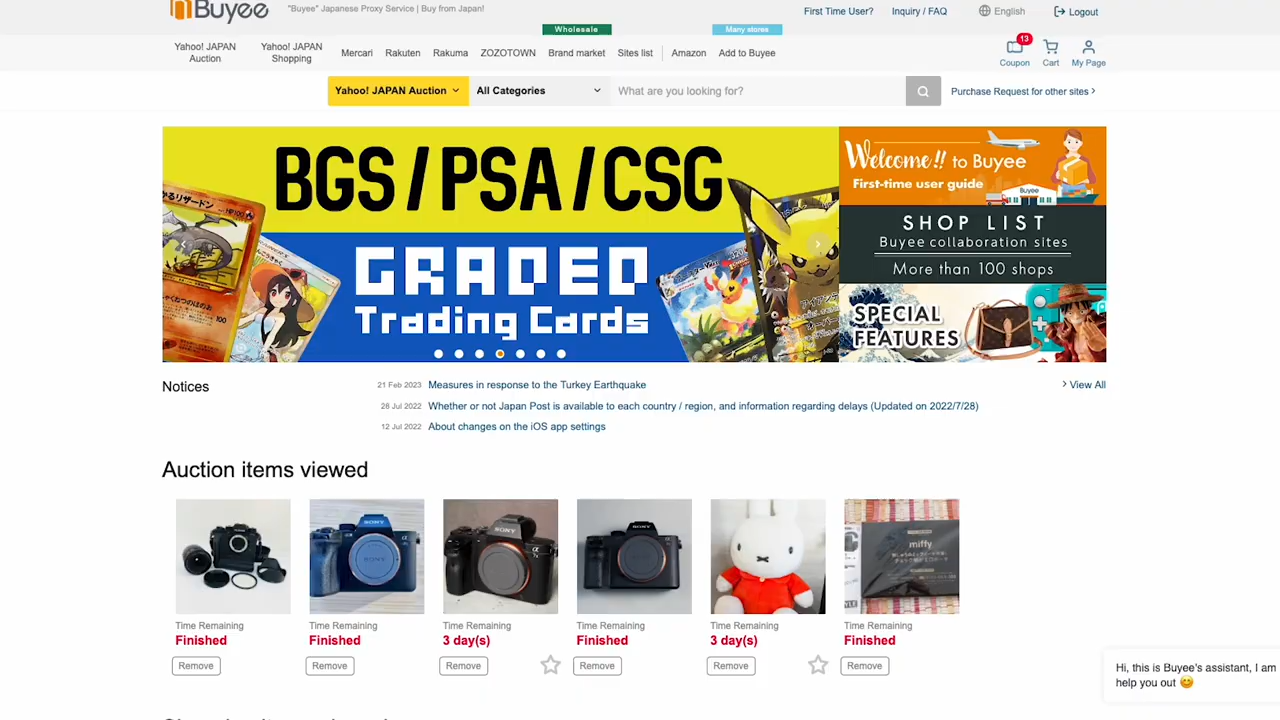 Buyee
"Buyee" Japanese Proxy Service | Buy from Japan!
First Time User?
Inquiry / FAQ
English
Logout
Wholesale
Many stores
Yahoo! JAPAN
Auction
Yahoo! JAPAN
Shopping
Mercari
Rakuten
Rakuma
ZOZOTOWN
Brand market
Sites list
Amazon
Add to Buyee
13
Coupon
Cart
My Page
Yahoo! JAPAN Auction
All Categories
What are you looking for?
Purchase Request for other sites
BGS/PSA/CSG
GRADED
Trading Cards
Welcome!! to Buyee
First-time user guide
Buyee
SHOP LIST
Buyee collaboration sites
More than 100 shops
SPECIAL
FEATURES
Notices
21 Feb 2023 Measures in response to the Turkey Earthquake
View All
28 Jul 2022 Whether or not Japan Post is available to each country / region, and information regarding delays (Updated on 2022/7/28)
12 Jul 2022 About changes on the iOS app settings
Auction items viewed
SONY
SONY
SONY
miffy
Time Remaining
Finished
Remove
Time Remaining
Finished
Remove
Time Remaining
3 day(s)
Remove
Time Remaining
Finished
Remove
Time Remaining
3 day(s)
Remove
Time Remaining
Finished
Remove
Hi, this is Buyee's assistant, I am
help you out 😊